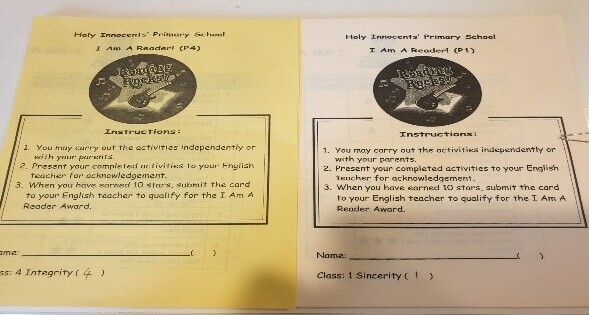 Holy Innocents' Primary School
I Am A Reader! (P4)
Reading
Rocks!
Instructions:
1. You may carry out the activities independently or
with your parents.
2. Present your completed activities to your English
teacher for acknowledgement.
3. When you have earned 10 stars, submit the card
to your English teacher to qualify for the I Am A
Reader Award.
ame: ( )
ss: 4 Integrity ( 4 )
Holy Innocents' Primary School
I Am A Reader! (P1)
Reading
Rocks!
Instructions:
1. You may carry out the activities independently or
with your parents.
2. Present your completed activities to your English
teacher for acknowledgement.
3. When you have earned 10 stars, submit the card
to your English teacher to qualify for the I Am A
Reader Award.
Name: ( )
Class: 1 Sincerity ( 1 )